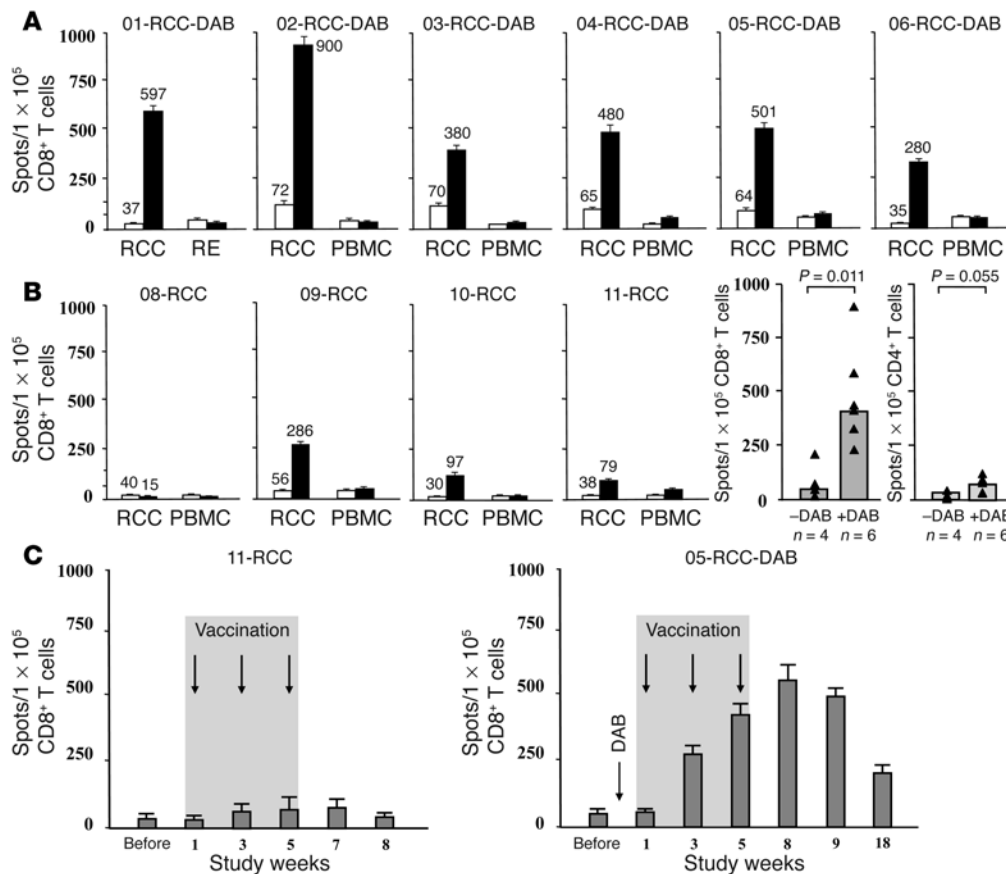 A
01-RCC-DAB 02-RCC-DAB 03-RCC-DAB 04-RCC-DAB 05-RCC-DAB 06-RCC-DAB
Spots/1 × 10⁵
CD8⁺ T cells
1000
750
500
250
0
37 597
72 900
70 380
65 480
64 501
35 280
RCC RE RCC PBMC RCC PBMC RCC PBMC RCC PBMC RCC PBMC
B
08-RCC 09-RCC 10-RCC 11-RCC
Spots/1 × 10⁵
CD8⁺ T cells
1000
750
500
250
0
40 15
56 286
30 97
38 79
RCC PBMC RCC PBMC RCC PBMC RCC PBMC
P = 0.011
Spots/1 × 10⁵ CD8⁺ T cells
1000
750
500
250
0
–DAB +DAB
n = 4 n = 6
P = 0.055
Spots/1 × 10⁵ CD4⁺ T cells
–DAB +DAB
n = 4 n = 6
C
11-RCC
Spots/1 × 10⁵
CD8⁺ T cells
1000
750
500
250
0
Vaccination
Before 1 3 5 7 8
Study weeks
05-RCC-DAB
Spots/1 × 10⁵
CD8⁺ T cells
1000
750
500
250
0
DAB
Vaccination
Before 1 3 5 8 9 18
Study weeks